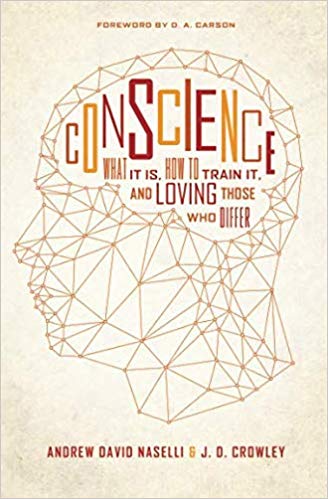 FOREWORD BY D. A. CARSON
CONSCIENCE
WHAT IT IS, HOW TO TRAIN IT,
AND LOVING THOSE
WHO DIFFER
ANDREW DAVID NASELLI & J. D. CROWLEY